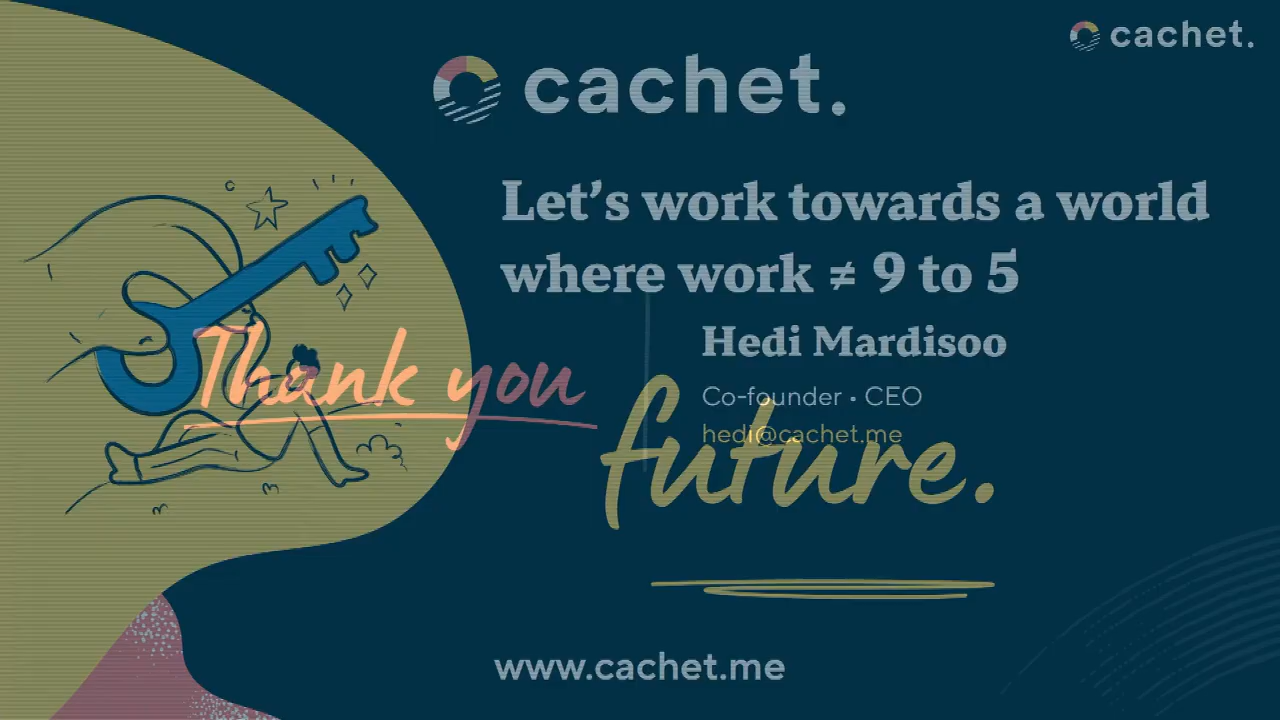 cachet.
cachet.
Let’s work towards a world
where work ≠ 9 to 5
Hedi Mardisoo
Co-founder • CEO
hedi@cachet.me
Thank you
future.
www.cachet.me